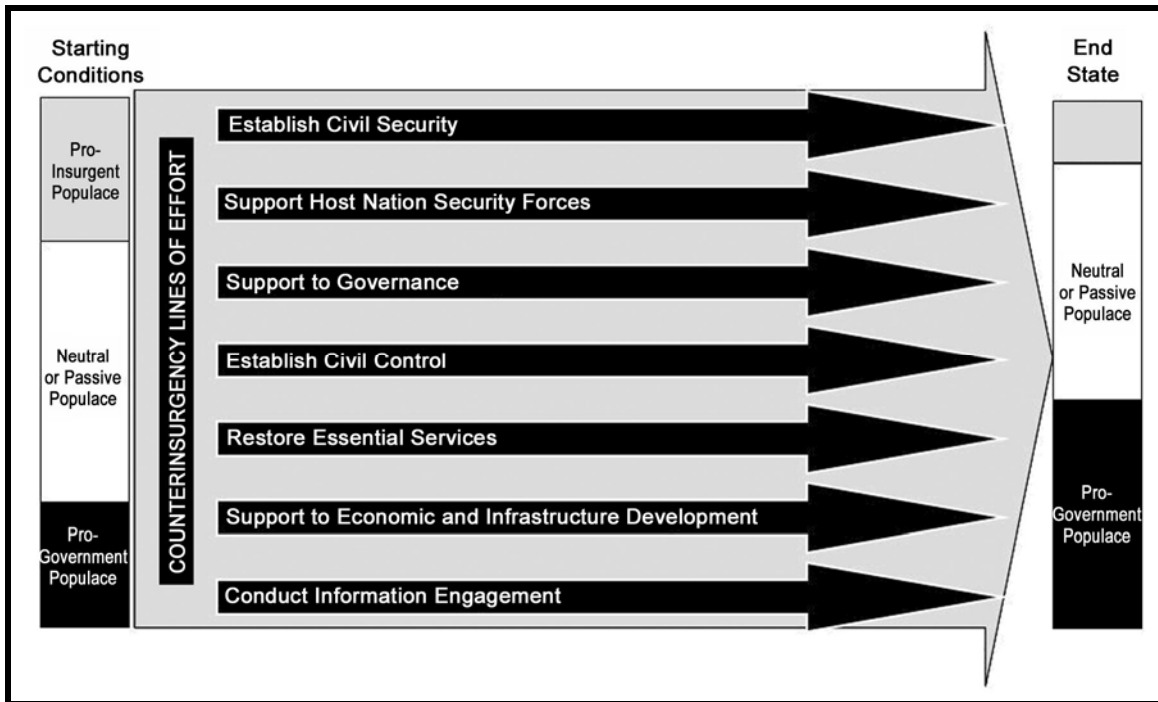 Starting
Conditions
Pro-
Insurgent
Populace
Neutral
or Passive
Populace
Pro-
Government
Populace
COUNTERINSURGENCY LINES OF EFFORT
Establish Civil Security
Support Host Nation Security Forces
Support to Governance
Establish Civil Control
Restore Essential Services
Support to Economic and Infrastructure Development
Conduct Information Engagement
End
State
Neutral
or Passive
Populace
Pro-
Government
Populace